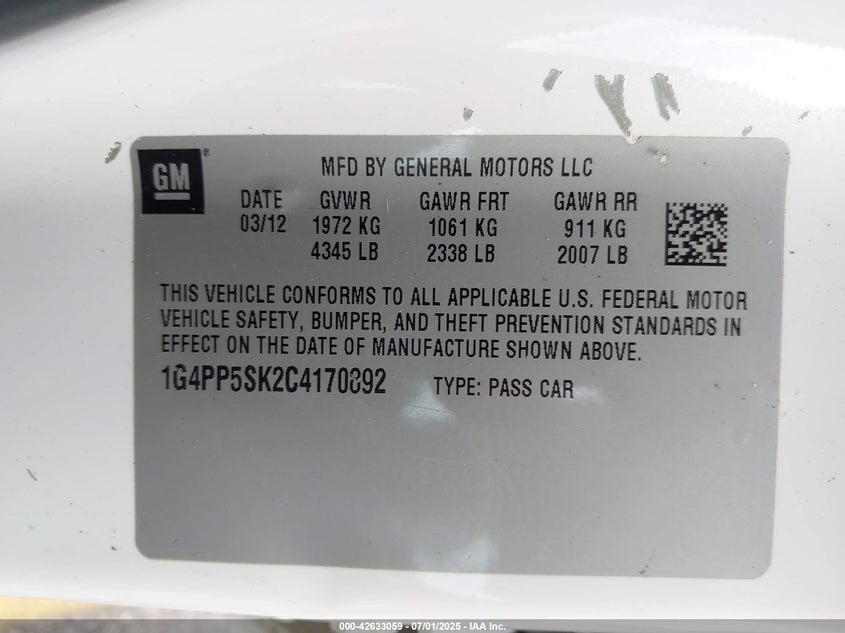 GM
MFD BY GENERAL MOTORS LLC
DATE GVWR GAWR FRT GAWR RR
03/12 1972 KG 1061 KG 911 KG
4345 LB 2338 LB 2007 LB
THIS VEHICLE CONFORMS TO ALL APPLICABLE U.S. FEDERAL MOTOR
VEHICLE SAFETY, BUMPER, AND THEFT PREVENTION STANDARDS IN
EFFECT ON THE DATE OF MANUFACTURE SHOWN ABOVE.
1G4PP5SK2C4170892 TYPE: PASS CAR
000-42633059 - 07/01/2025 - IAA Inc.